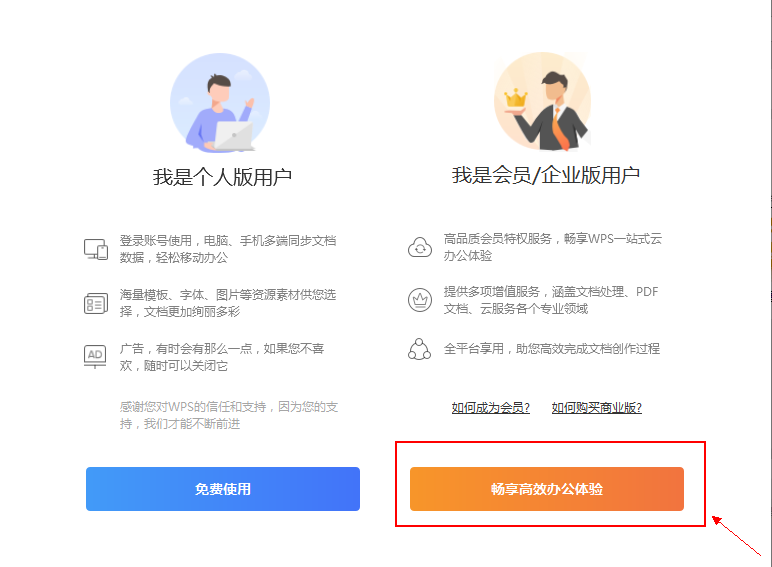 我是个人版用户
登录账号使用，电脑、手机多端同步文档
数据，轻松移动办公
海量模板、字体、图片等资源素材供您选
择，文档更加绚丽多彩
AD
广告，有时会有那么一点，如果您不喜
欢，随时可以关闭它
感谢您对WPS的信任和支持，因为您的支
持，我们才能不断前进
免费使用
我是会员/企业版用户
高品质会员特权服务，畅享WPS一站式云
办公体验
提供多项增值服务，涵盖文档处理、PDF
文档、云服务各个专业领域
全平台享用，助您高效完成文档创作过程
如何成为会员? 如何购买商业版?
畅享高效办公体验